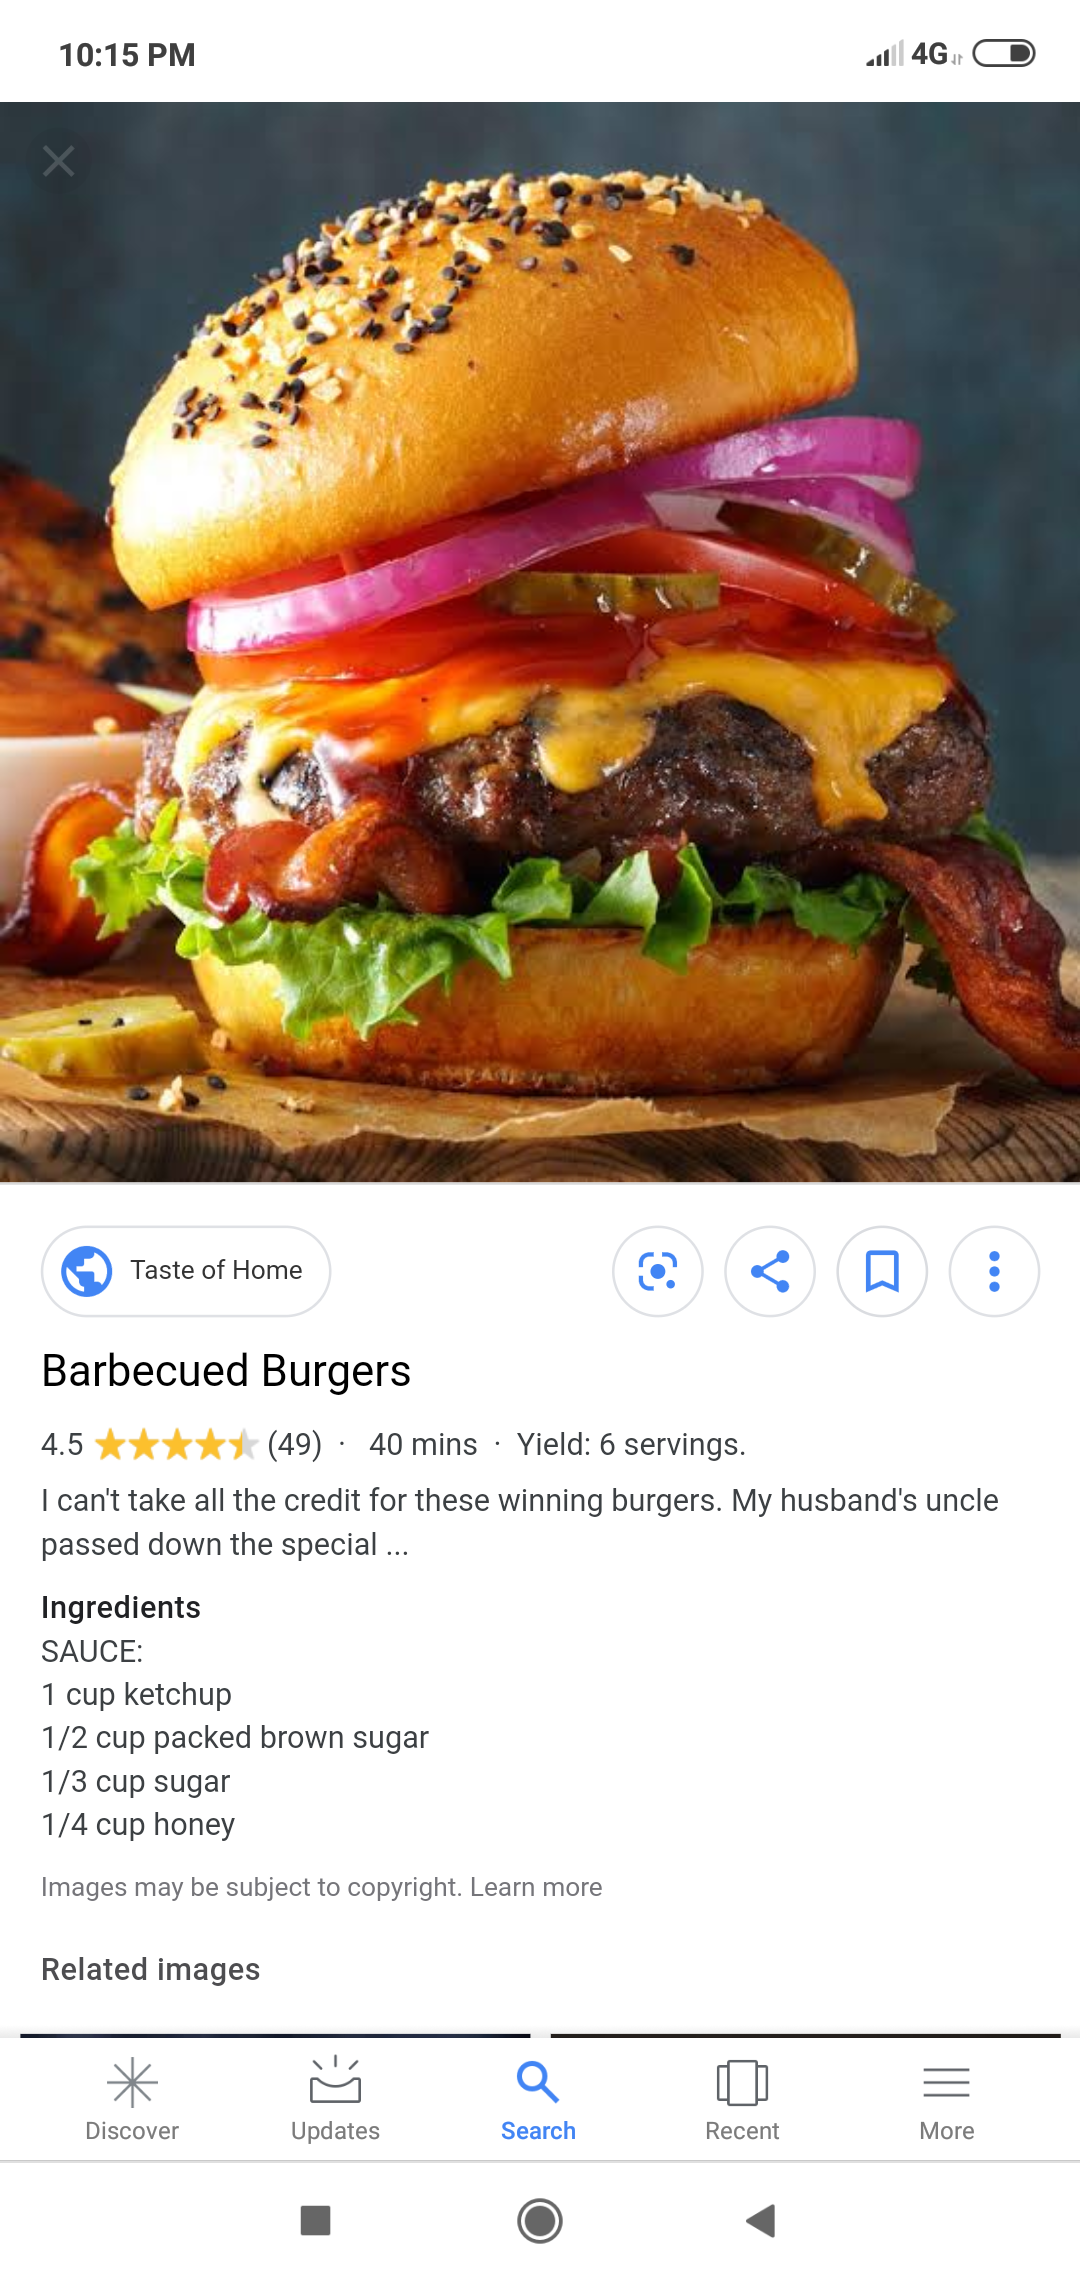 10:15 PM
4G
Taste of Home
Barbecued Burgers
4.5 (49) · 40 mins · Yield: 6 servings.
I can't take all the credit for these winning burgers. My husband's uncle
passed down the special ...
Ingredients
SAUCE:
1 cup ketchup
1/2 cup packed brown sugar
1/3 cup sugar
1/4 cup honey
Images may be subject to copyright. Learn more
Related images
Discover
Updates
Search
Recent
More